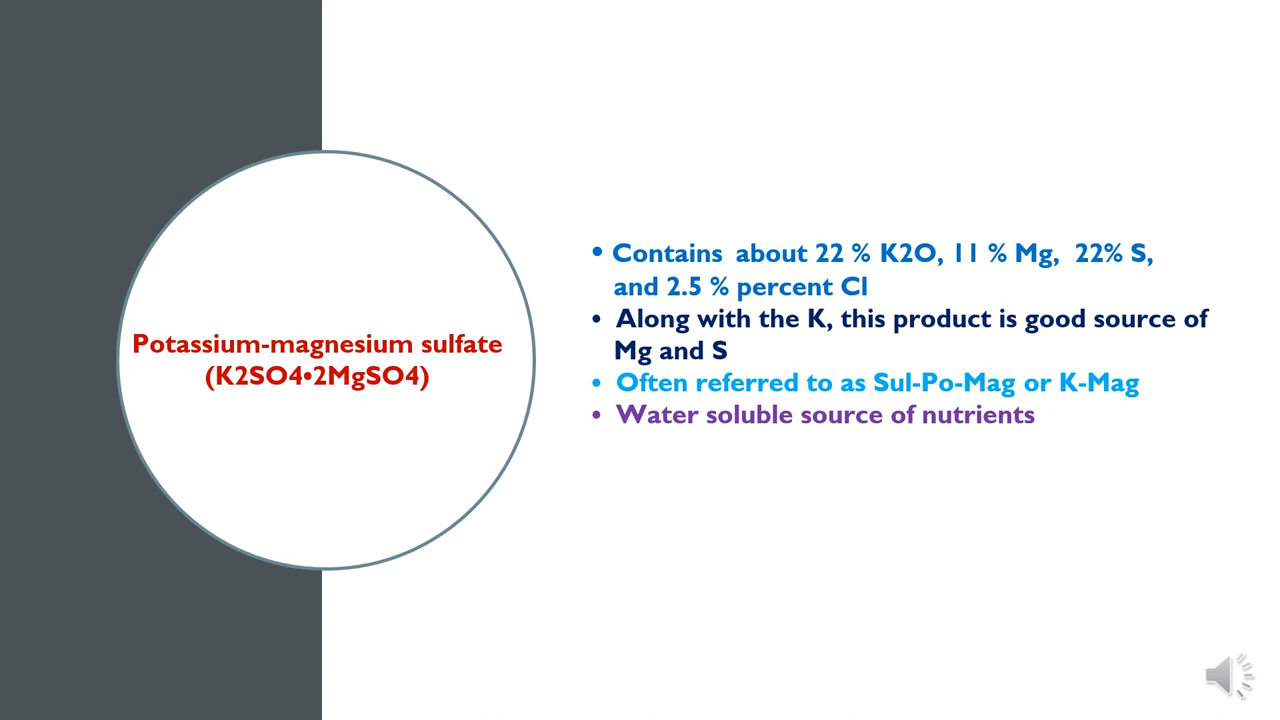 Potassium-magnesium sulfate
(K2SO4•2MgSO4)
• Contains about 22 % K2O, 11 % Mg, 22% S,
and 2.5 % percent Cl
• Along with the K, this product is good source of
Mg and S
• Often referred to as Sul-Po-Mag or K-Mag
• Water soluble source of nutrients